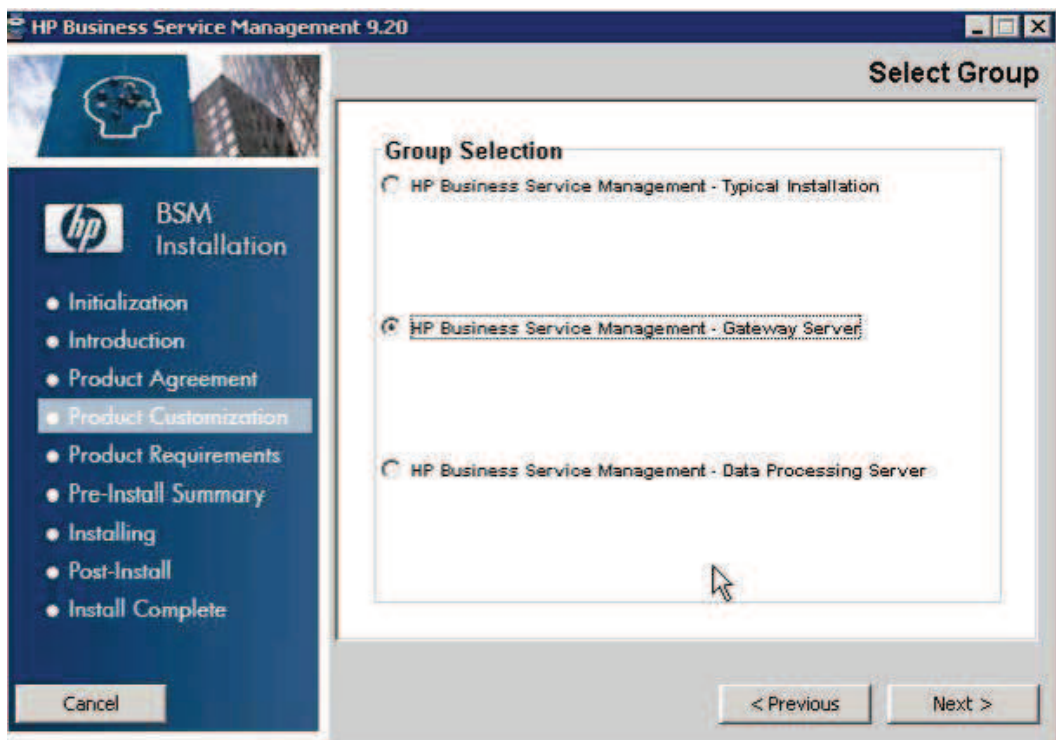 HP Business Service Management 9.20
Select Group
hp
BSM
Installation
Initialization
Introduction
Product Agreement
Product Customization
Product Requirements
Pre-Install Summary
Installing
Post-Install
Install Complete
Group Selection
HP Business Service Management - Typical Installation
HP Business Service Management - Gateway Server
HP Business Service Management - Data Processing Server
Cancel
< Previous
Next >